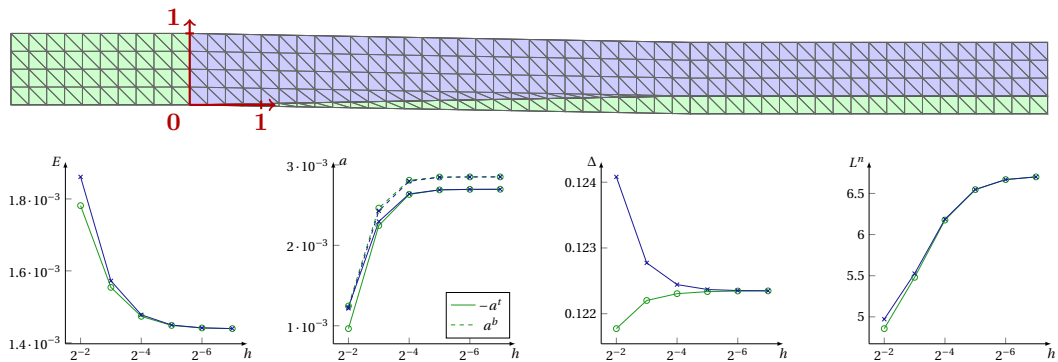 1
0
1
E
1.8 · 10⁻³
1.6 · 10⁻³
1.4 · 10⁻³
2⁻² 2⁻⁴ 2⁻⁶ h
3 · 10⁻³ a
2 · 10⁻³
1 · 10⁻³
−aᵗ
aᵇ
2⁻² 2⁻⁴ 2⁻⁶ h
Δ
0.124
0.123
0.122
2⁻² 2⁻⁴ 2⁻⁶ h
Lⁿ
6.5
6
5.5
5
2⁻² 2⁻⁴ 2⁻⁶ h